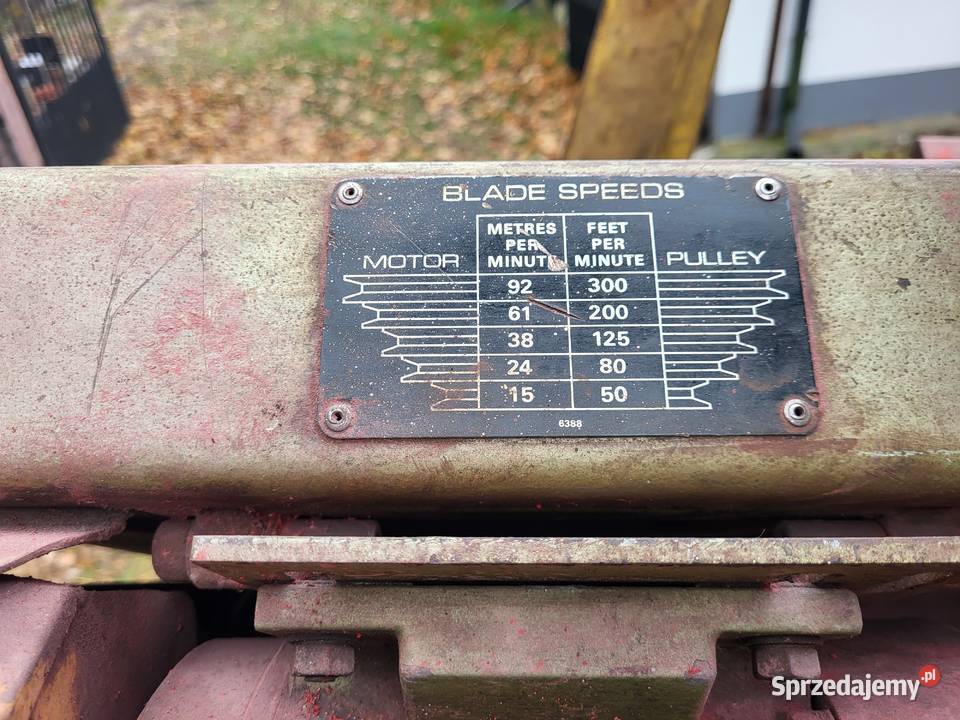 BLADE SPEEDS
METRES PER MINUTE
FEET PER MINUTE
MOTOR
PULLEY
92 300
61 200
38 125
24 80
15 50
6388
Sprzedajemy.pl